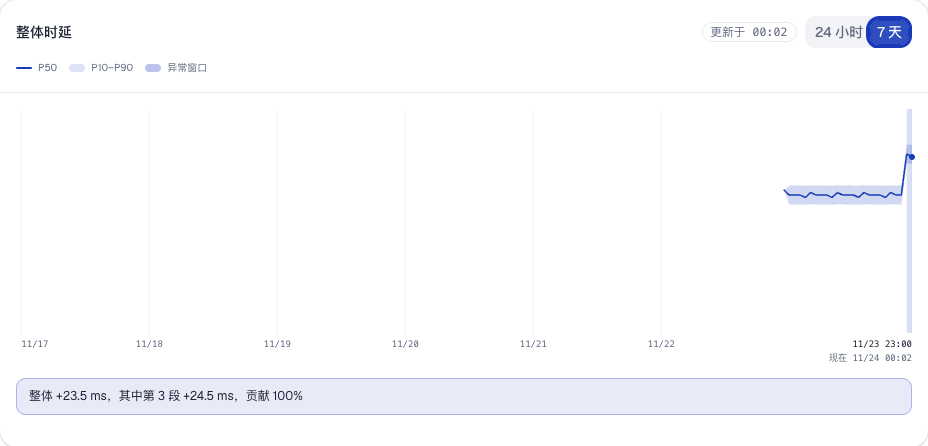 整体时延
更新于 00:02
24 小时
7 天
P50
P10–P90
异常窗口
11/17
11/18
11/19
11/20
11/21
11/22
11/23 23:00
现在 11/24 00:02
整体 +23.5 ms，其中第 3 段 +24.5 ms，贡献 100%